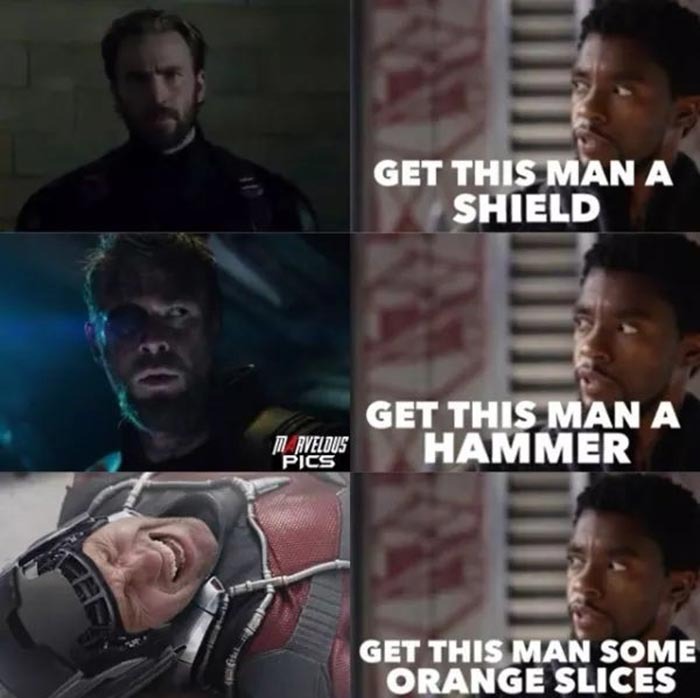 GET THIS MAN A
SHIELD
MARVELOUS
PICS
GET THIS MAN A
HAMMER
GET THIS MAN SOME
ORANGE SLICES